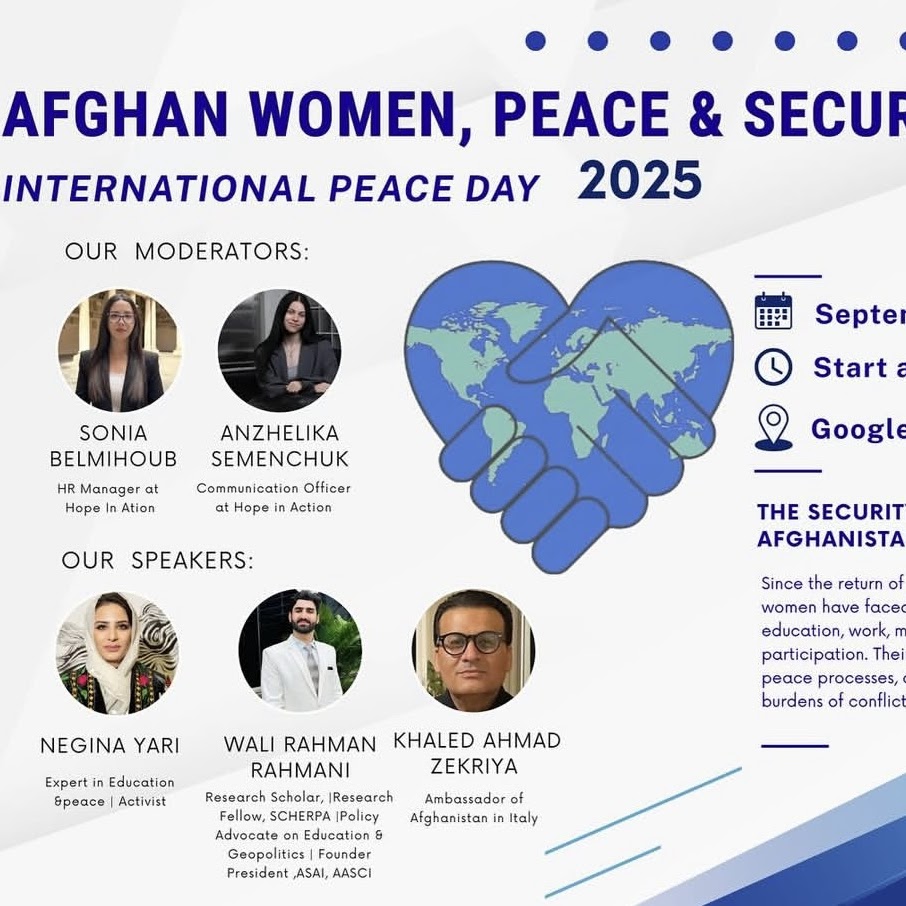 AFGHAN WOMEN, PEACE & SECUR
INTERNATIONAL PEACE DAY 2025
OUR MODERATORS:
SONIA
BELMIHOUB
HR Manager at
Hope In Ation
ANZHELIKA
SEMENCHUK
Communication Officer
at Hope in Action
OUR SPEAKERS:
NEGINA YARI
Expert in Education
&peace | Activist
WALI RAHMAN
RAHMANI
Research Scholar, |Research
Fellow, SCHERPA |Policy
Advocate on Education &
Geopolitics | Founder
President ,ASAI, AASCI
KHALED AHMAD
ZEKRIYA
Ambassador of
Afghanistan in Italy
Septe
Start a
Google
THE SECURIT
AFGHANISTA
Since the return of
women have faced
education, work, m
participation. Thei
peace processes,
burdens of conflict